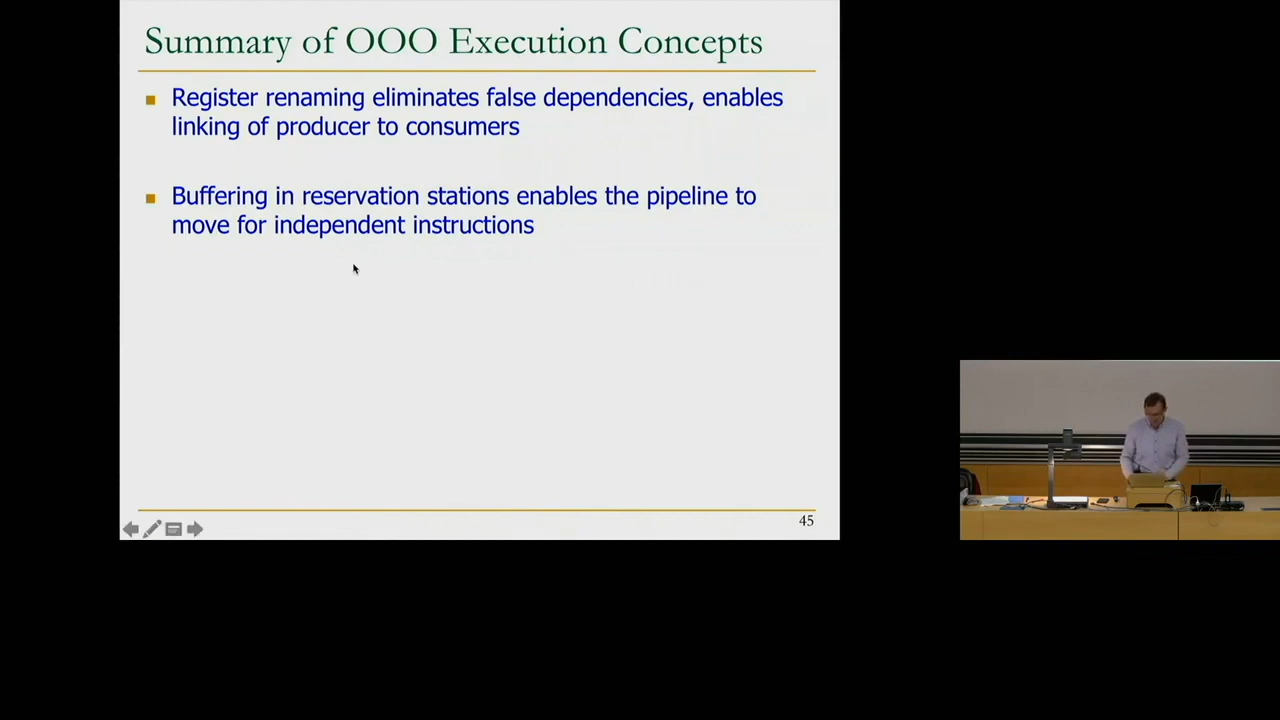 Summary of OOO Execution Concepts
Register renaming eliminates false dependencies, enables
linking of producer to consumers
Buffering in reservation stations enables the pipeline to
move for independent instructions
45